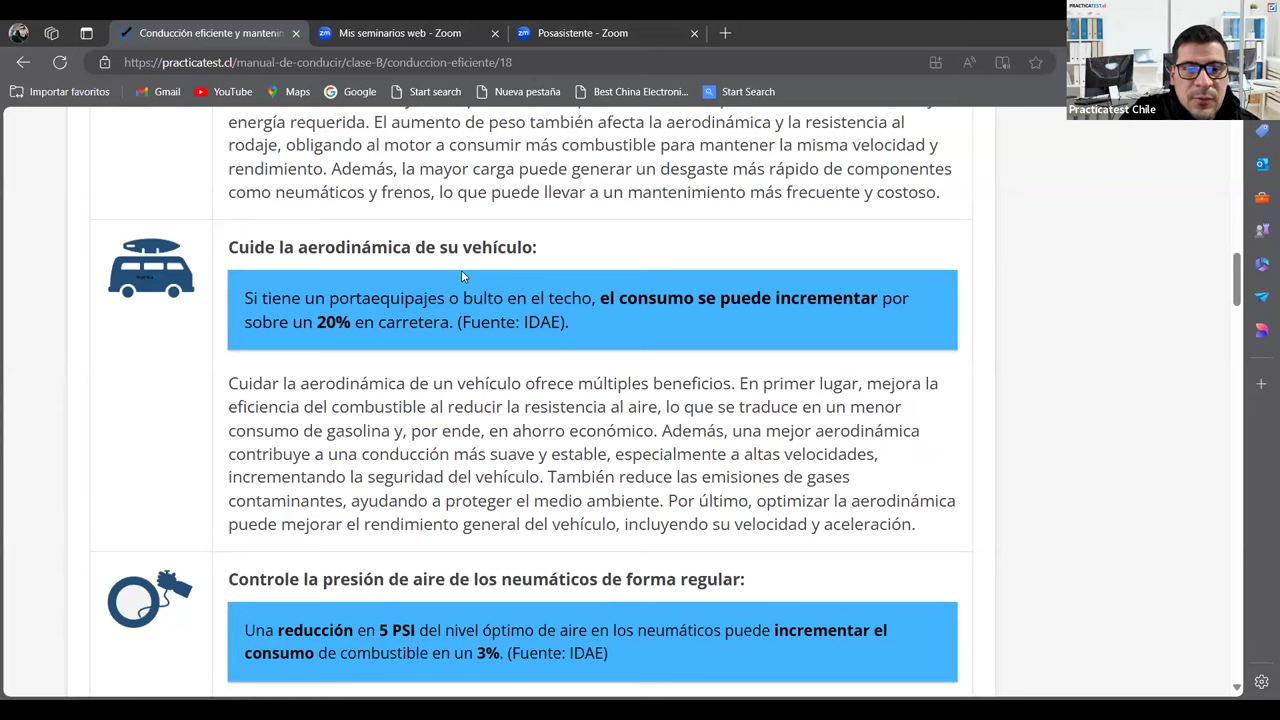 Conducción eficiente y mantenin
Mis seminarios web - Zoom
Posasistente - Zoom
https://practicatest.cl/manual-de-conducir/clase-B/conduccion-eficiente/18
Importar favoritos
Gmail
YouTube
Maps
Google
Start search
Nueva pestaña
Best China Electroni...
Start Search
PRACTICATEST.cl
Practicatest Chile
energía requerida. El aumento de peso también afecta la aerodinámica y la resistencia al
rodaje, obligando al motor a consumir más combustible para mantener la misma velocidad y
rendimiento. Además, la mayor carga puede generar un desgaste más rápido de componentes
como neumáticos y frenos, lo que puede llevar a un mantenimiento más frecuente y costoso.
Cuide la aerodinámica de su vehículo:
Si tiene un portaequipajes o bulto en el techo, el consumo se puede incrementar por
sobre un 20% en carretera. (Fuente: IDAE).
Cuidar la aerodinámica de un vehículo ofrece múltiples beneficios. En primer lugar, mejora la
eficiencia del combustible al reducir la resistencia al aire, lo que se traduce en un menor
consumo de gasolina y, por ende, en ahorro económico. Además, una mejor aerodinámica
contribuye a una conducción más suave y estable, especialmente a altas velocidades,
incrementando la seguridad del vehículo. También reduce las emisiones de gases
contaminantes, ayudando a proteger el medio ambiente. Por último, optimizar la aerodinámica
puede mejorar el rendimiento general del vehículo, incluyendo su velocidad y aceleración.
Controle la presión de aire de los neumáticos de forma regular:
Una reducción en 5 PSI del nivel óptimo de aire en los neumáticos puede incrementar el
consumo de combustible en un 3%. (Fuente: IDAE)